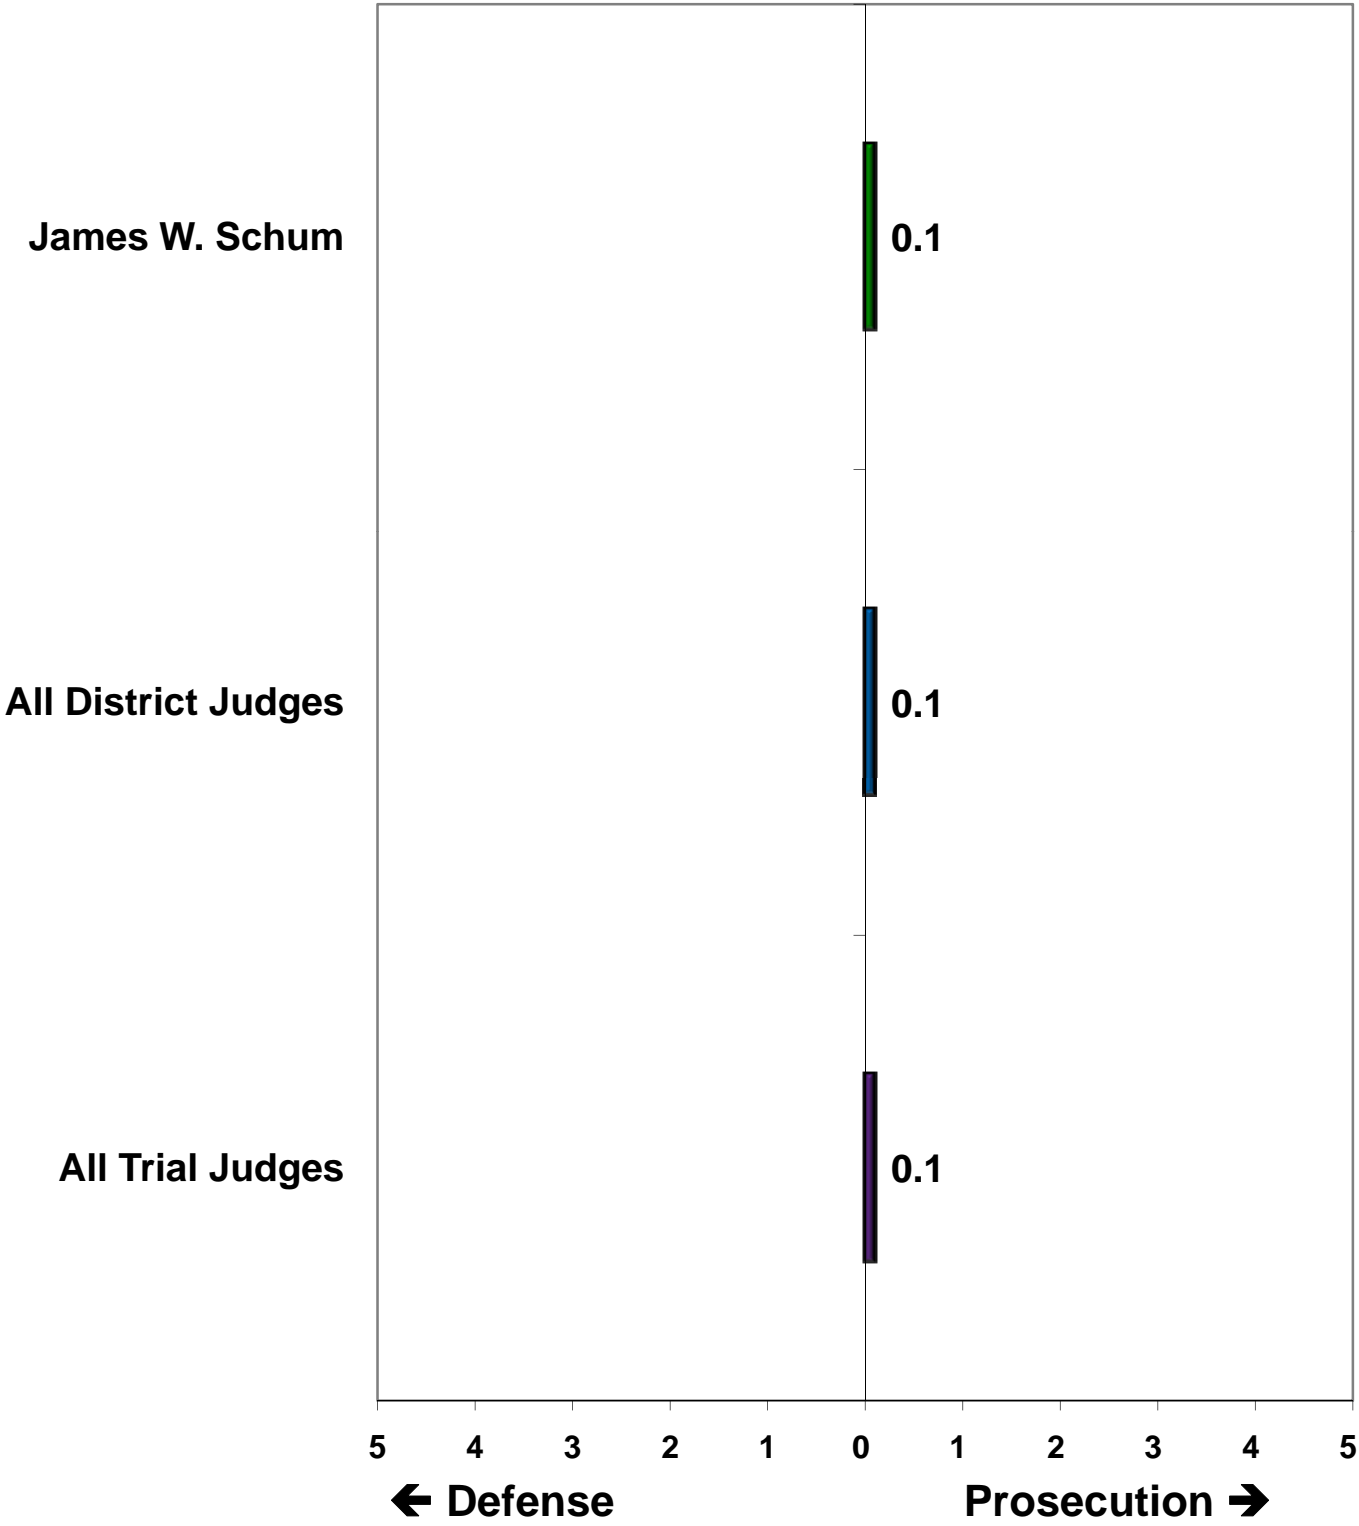 James W. Schum 0.1
All District Judges 0.1
All Trial Judges 0.1
5 4 3 2 1 0 1 2 3 4 5
← Defense Prosecution →